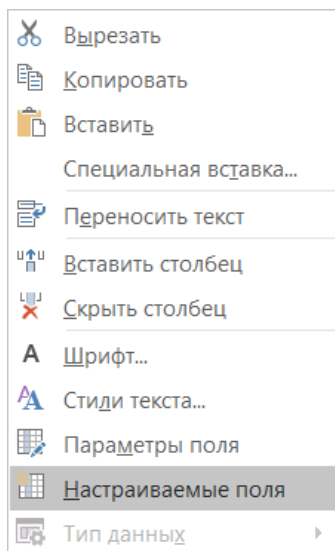 Вырезать
Копировать
Вставить
Специальная вставка...
Переносить текст
Вставить столбец
Скрыть столбец
Шрифт...
Стили текста...
Параметры поля
Настраиваемые поля
Тип данных